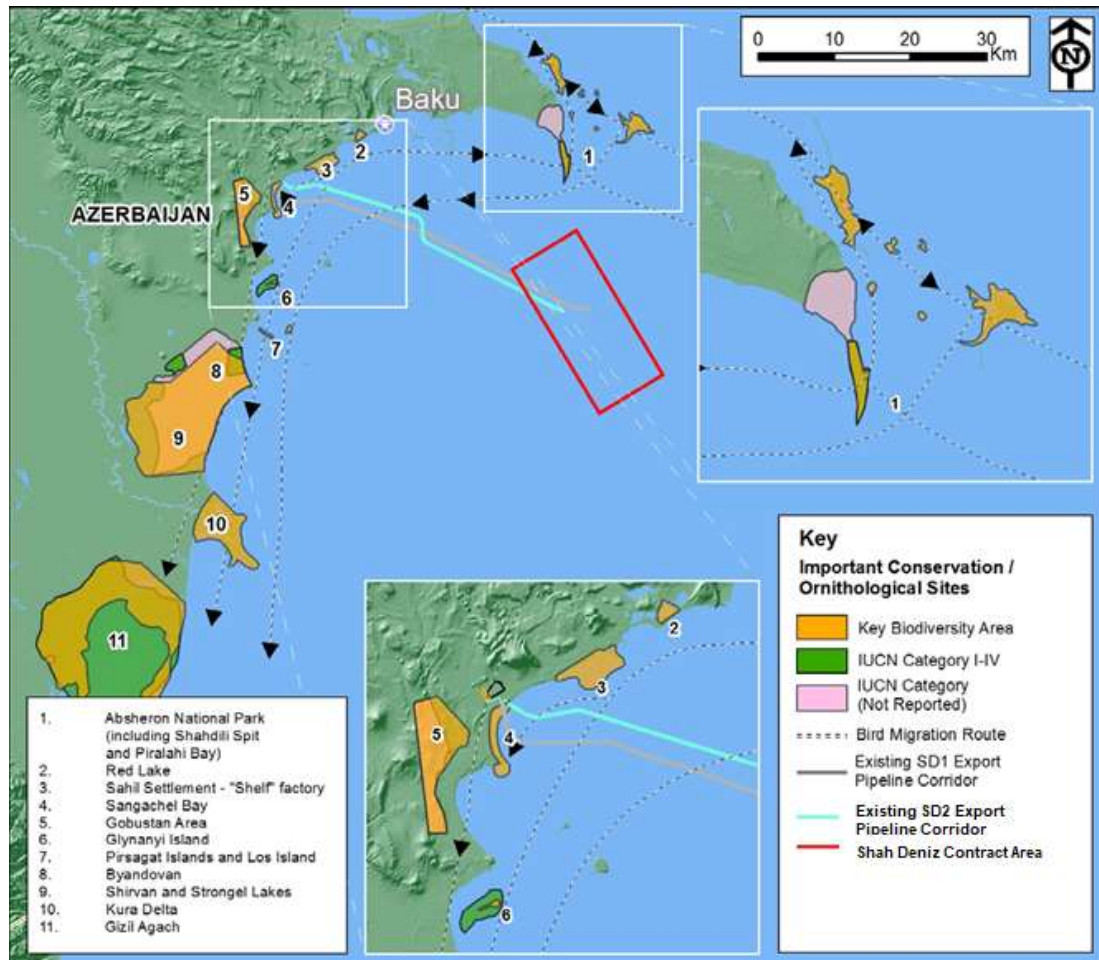 0 10 20 30
Km
N
Baku
AZERBAIJAN
1
2
3
4
5
6
7
8
9
10
11
1
2
3
4
5
6
Key
Important Conservation /
Ornithological Sites
Key Biodiversity Area
IUCN Category I-IV
IUCN Category
(Not Reported)
Bird Migration Route
Existing SD1 Export
Pipeline Corridor
Existing SD2 Export
Pipeline Corridor
Shah Deniz Contract Area
1. Absheron National Park
(including Shahdili Spit
and Piralahi Bay)
2. Red Lake
3. Sahil Settlement - "Shelf" factory
4. Sangachel Bay
5. Gobustan Area
6. Glynanyi Island
7. Pirsagat Islands and Los Island
8. Byandovan
9. Shirvan and Strongel Lakes
10. Kura Delta
11. Gizil Agach